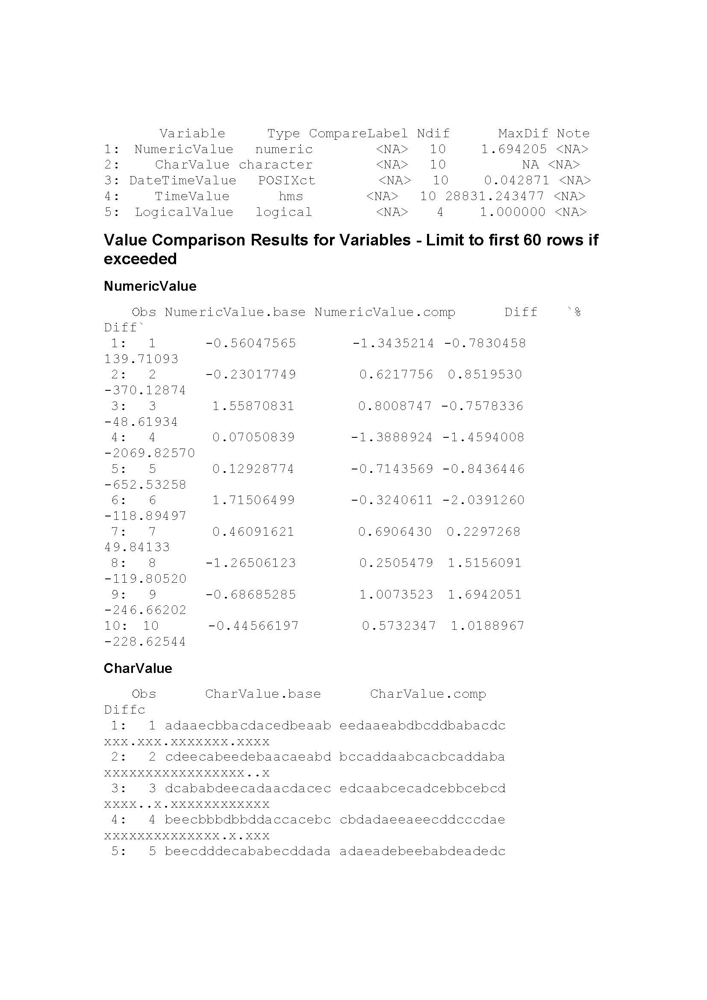 Variable Type CompareLabel Ndif MaxDif Note
1: NumericValue numeric <NA> 10 1.694205 <NA>
2: CharValue character <NA> 10 NA <NA>
3: DateTimeValue POSIXct <NA> 10 0.042871 <NA>
4: TimeValue hms <NA> 10 28831.243477 <NA>
5: LogicalValue logical <NA> 4 1.000000 <NA>
Value Comparison Results for Variables - Limit to first 60 rows if
exceeded
NumericValue
Obs NumericValue.base NumericValue.comp Diff `%
Diff`
1: 1 -0.56047565 -1.3435214 -0.7830458
139.71093
2: 2 -0.23017749 0.6217756 0.8519530
-370.12874
3: 3 1.55870831 0.8008747 -0.7578336
-48.61934
4: 4 0.07050839 -1.3888924 -1.4594008
-2069.82570
5: 5 0.12928774 -0.7143569 -0.8436446
-652.53258
6: 6 1.71506499 -0.3240611 -2.0391260
-118.89497
7: 7 0.46091621 0.6906430 0.2297268
49.84133
8: 8 -1.26506123 0.2505479 1.5156091
-119.80520
9: 9 -0.68685285 1.0073523 1.6942051
-246.66202
10: 10 -0.44566197 0.5732347 1.0188967
-228.62544
CharValue
Obs CharValue.base CharValue.comp
Diffc
1: 1 adaaecbbacdacedbeaab eedaaeabdbcddbabacdc
xxx.xxx.xxxxxxx.xxxx
2: 2 cdeecabeedebaacaeabd bccaddaabcacbcaddaba
xxxxxxxxxxxxxxxxx..x
3: 3 dcababdeecadaacdacec edcaabcecadcebbcebcd
xxxx..x.xxxxxxxxxxxx
4: 4 beecbbbdbbddaccacebc cbdadaeeaeecddcccdae
xxxxxxxxxxxxxx.x.xxx
5: 5 beecdddecababecddada adaeadebeebabdeadedc